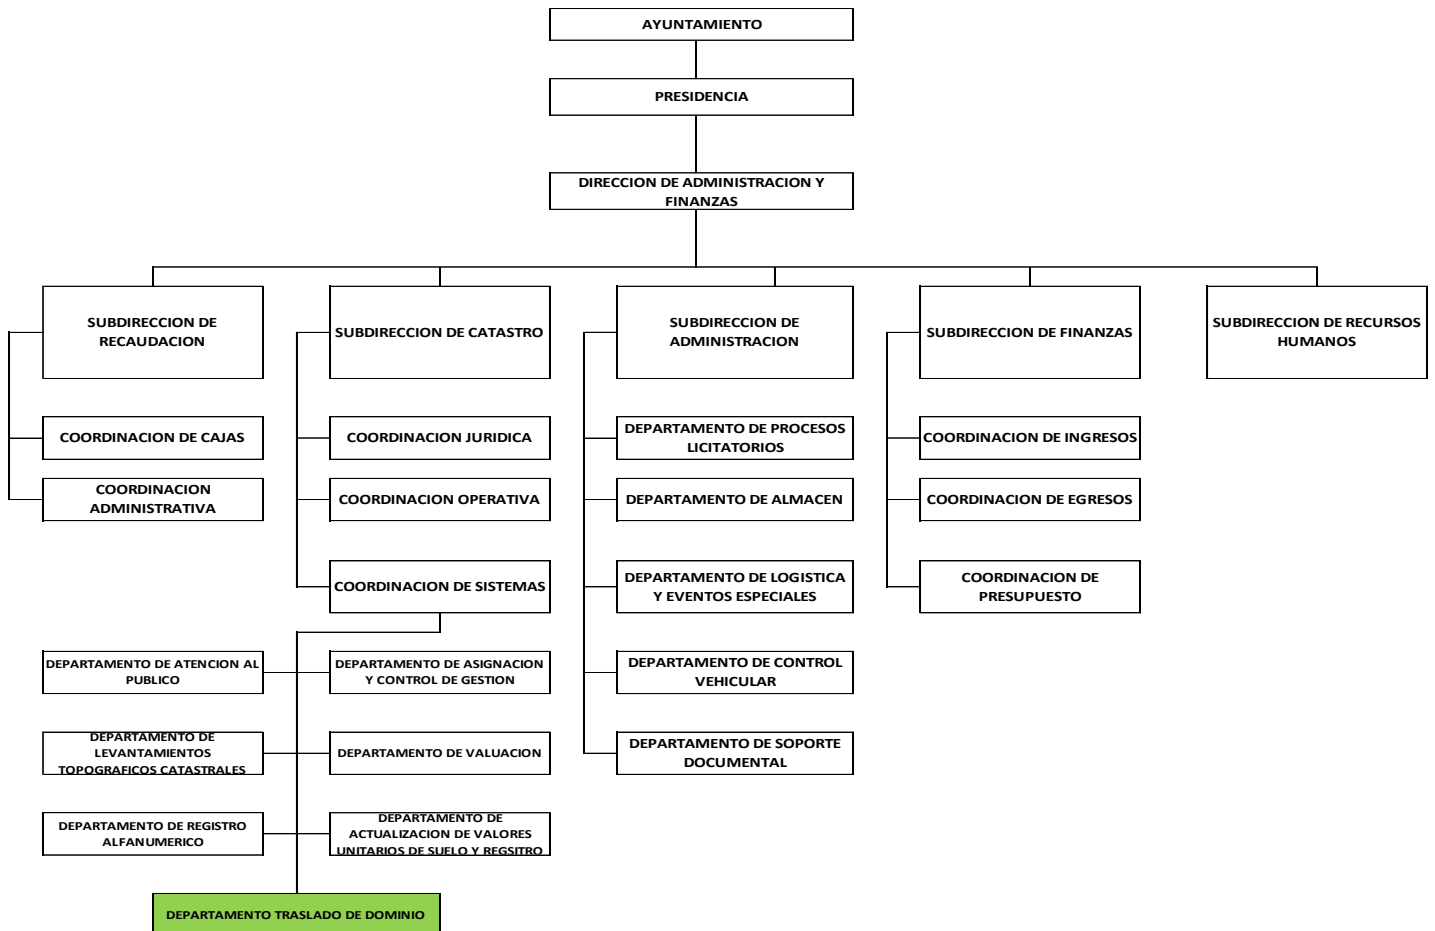 AYUNTAMIENTO
PRESIDENCIA
DIRECCION DE ADMINISTRACION Y
FINANZAS
SUBDIRECCION DE
RECAUDACION
SUBDIRECCION DE CATASTRO
SUBDIRECCION DE
ADMINISTRACION
SUBDIRECCION DE FINANZAS
SUBDIRECCION DE RECURSOS
HUMANOS
COORDINACION DE CAJAS
COORDINACION JURIDICA
DEPARTAMENTO DE PROCESOS
LICITATORIOS
COORDINACION DE INGRESOS
COORDINACION
ADMINISTRATIVA
COORDINACION OPERATIVA
DEPARTAMENTO DE ALMACEN
COORDINACION DE EGRESOS
COORDINACION DE SISTEMAS
DEPARTAMENTO DE LOGISTICA
Y EVENTOS ESPECIALES
COORDINACION DE
PRESUPUESTO
DEPARTAMENTO DE ATENCION AL
PUBLICO
DEPARTAMENTO DE ASIGNACION
Y CONTROL DE GESTION
DEPARTAMENTO DE CONTROL
VEHICULAR
DEPARTAMENTO DE
LEVANTAMIENTOS
TOPOGRAFICOS CATASTRALES
DEPARTAMENTO DE VALUACION
DEPARTAMENTO DE SOPORTE
DOCUMENTAL
DEPARTAMENTO DE REGISTRO
ALFANUMERICO
DEPARTAMENTO DE
ACTUALIZACION DE VALORES
UNITARIOS DE SUELO Y REGSITRO
DEPARTAMENTO TRASLADO DE DOMINIO